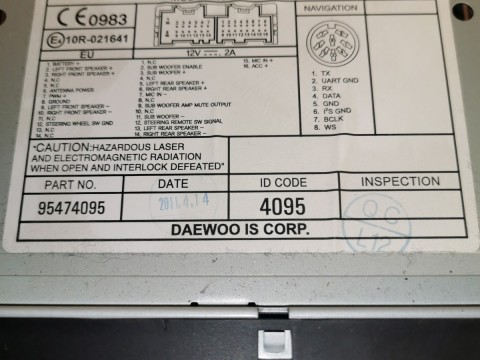 CE0983
NAVIGATION
E4 10R-021641
12V⎓ 2A
EU
1. BATTERY +
2. LEFT FRONT SPEAKER +
3. RIGHT FRONT SPEAKER +
4. N.C
5. N.C
6. ANTENNA POWER
7. PWM +
8. GROUND
9. LEFT FRONT SPEAKER -
10. RIGHT FRONT SPEAKER -
11. N.C
12. STEERING WHEEL SW GND
13. N.C
14. N.C
1. N.C
2. SUB WOOFER ENABLE
3. SUB WOOFER +
4. N.C
5. LEFT REAR SPEAKER +
6. RIGHT REAR SPEAKER +
7. MIC IN -
8. N.C
9. SUB WOOFER AMP MUTE OUTPUT
10. N.C
11. SUB WOOFER -
12. STEERING REMOTE SW SIGNAL
13. LEFT REAR SPEAKER -
14. RIGHT REAR SPEAKER -
15. MIC IN +
16. ACC +
1. TX
2. UART GND
3. RX
4. DATA
5. GND
6. I²S GND
7. BCLK
8. WS
"CAUTION:HAZARDOUS LASER
AND ELECTROMAGNETIC RADIATION
WHEN OPEN AND INTERLOCK DEFEATED"
PART NO. DATE ID CODE INSPECTION
95474095 2011.4.14 4095 QC L12
DAEWOO IS CORP.